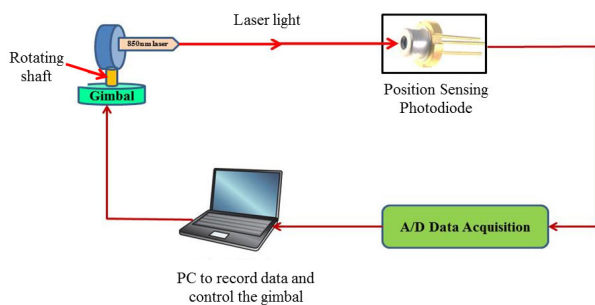 Laser light
850nm laser
Rotating
shaft
Gimbal
Position Sensing
Photodiode
A/D Data Acquisition
PC to record data and
control the gimbal